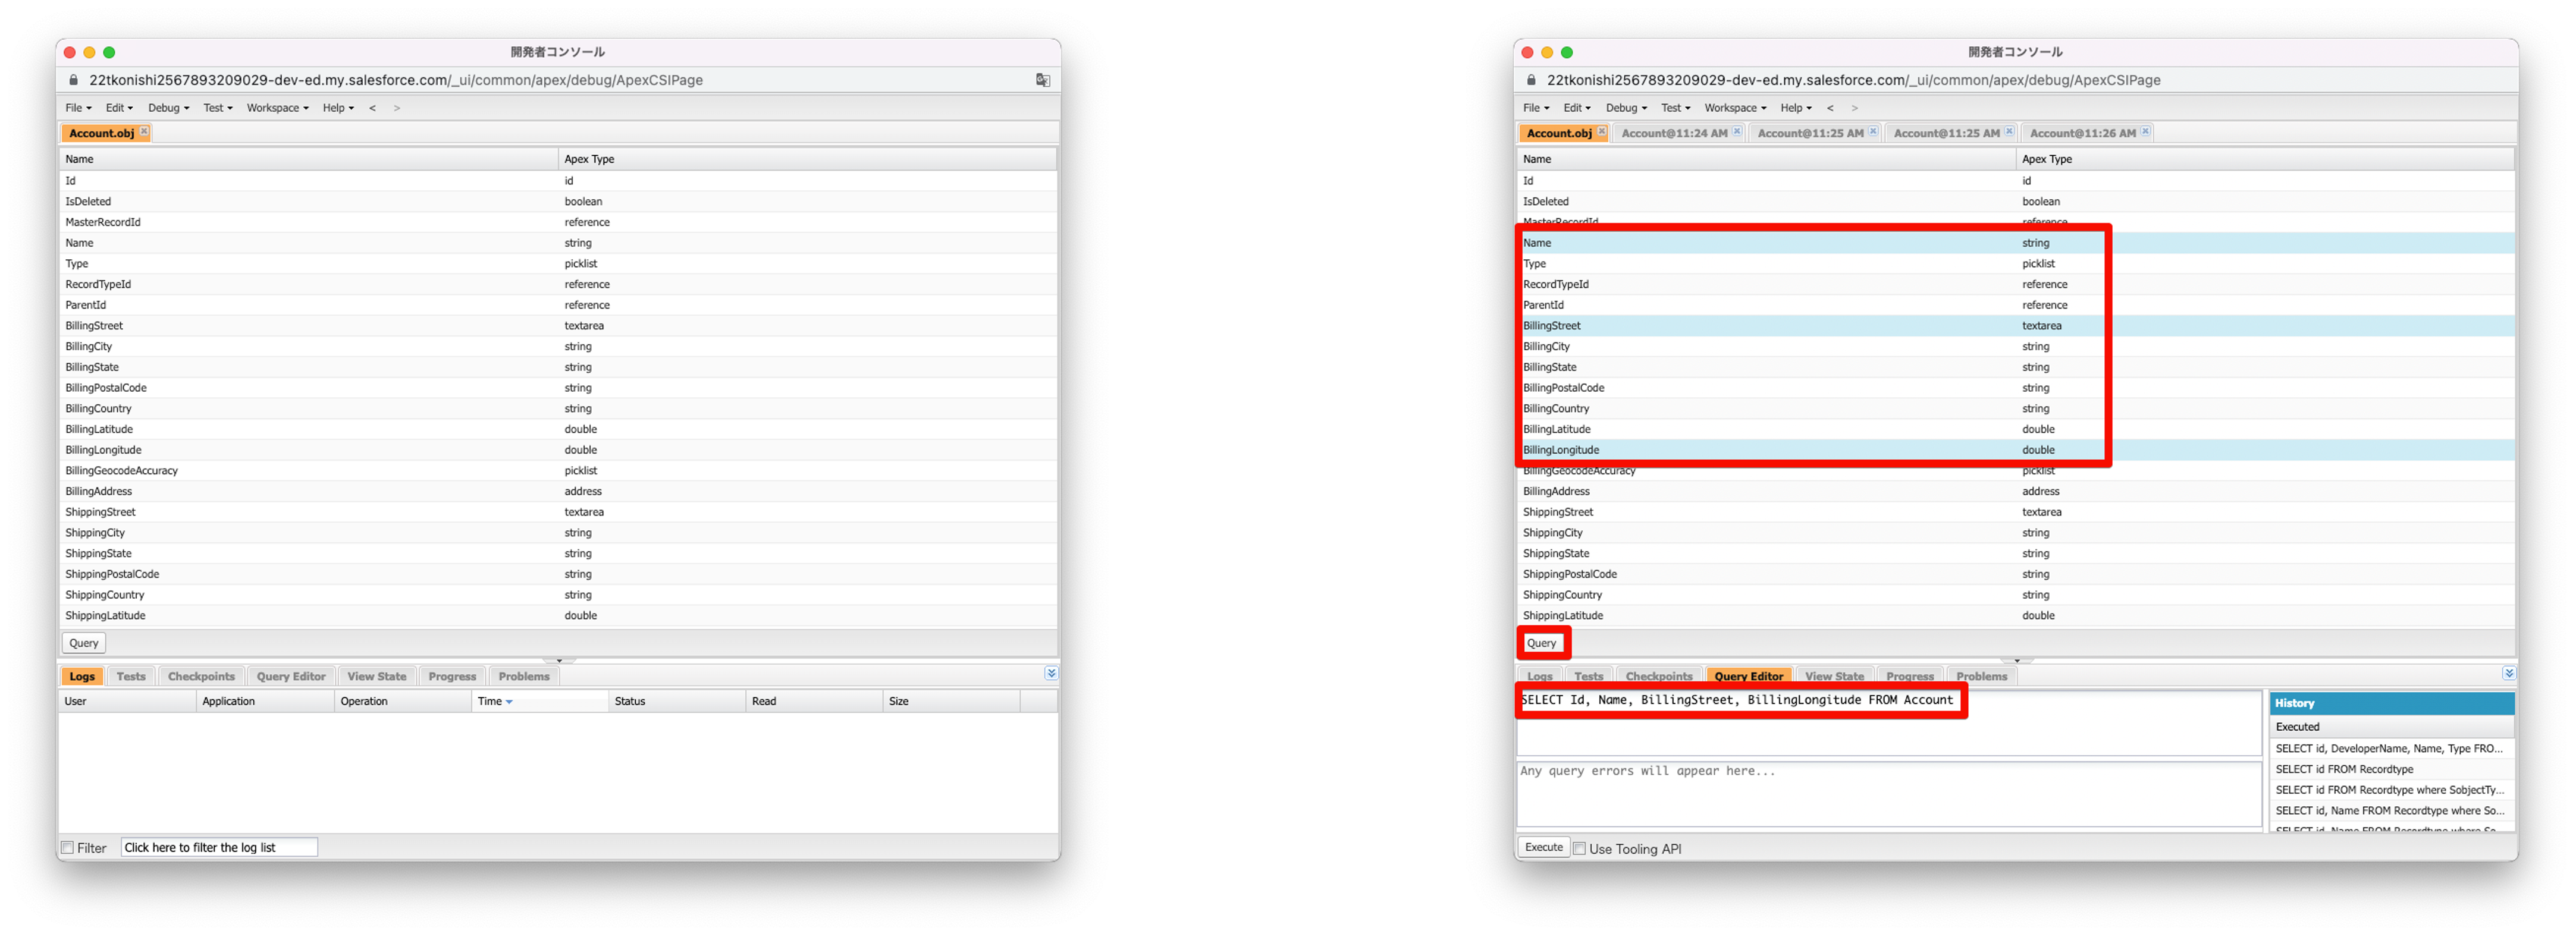 開発者コンソール
22tkonishi2567893209029-dev-ed.my.salesforce.com/_ui/common/apex/debug/ApexCSIPage
File Edit Debug Test Workspace Help < >
Account.obj
Name Apex Type
Id id
IsDeleted boolean
MasterRecordId reference
Name string
Type picklist
RecordTypeId reference
ParentId reference
BillingStreet textarea
BillingCity string
BillingState string
BillingPostalCode string
BillingCountry string
BillingLatitude double
BillingLongitude double
BillingGeocodeAccuracy picklist
BillingAddress address
ShippingStreet textarea
ShippingCity string
ShippingState string
ShippingPostalCode string
ShippingCountry string
ShippingLatitude double
Query
Logs Tests Checkpoints Query Editor View State Progress Problems
User Application Operation Time Status Read Size
Filter Click here to filter the log list
開発者コンソール
22tkonishi2567893209029-dev-ed.my.salesforce.com/_ui/common/apex/debug/ApexCSIPage
File Edit Debug Test Workspace Help < >
Account.obj Account@11:24 AM Account@11:25 AM Account@11:25 AM Account@11:26 AM
Name Apex Type
Id id
IsDeleted boolean
MasterRecordId reference
Name string
Type picklist
RecordTypeId reference
ParentId reference
BillingStreet textarea
BillingCity string
BillingState string
BillingPostalCode string
BillingCountry string
BillingLatitude double
BillingLongitude double
BillingGeocodeAccuracy picklist
BillingAddress address
ShippingStreet textarea
ShippingCity string
ShippingState string
ShippingPostalCode string
ShippingCountry string
ShippingLatitude double
Query
Logs Tests Checkpoints Query Editor View State Progress Problems
SELECT Id, Name, BillingStreet, BillingLongitude FROM Account
Any query errors will appear here...
History
Executed
SELECT id, DeveloperName, Name, Type FRO...
SELECT id FROM Recordtype
SELECT id FROM Recordtype where SobjectTy...
SELECT id, Name FROM Recordtype where So...
SELECT id, Name FROM Recordtype where So...
Execute Use Tooling API